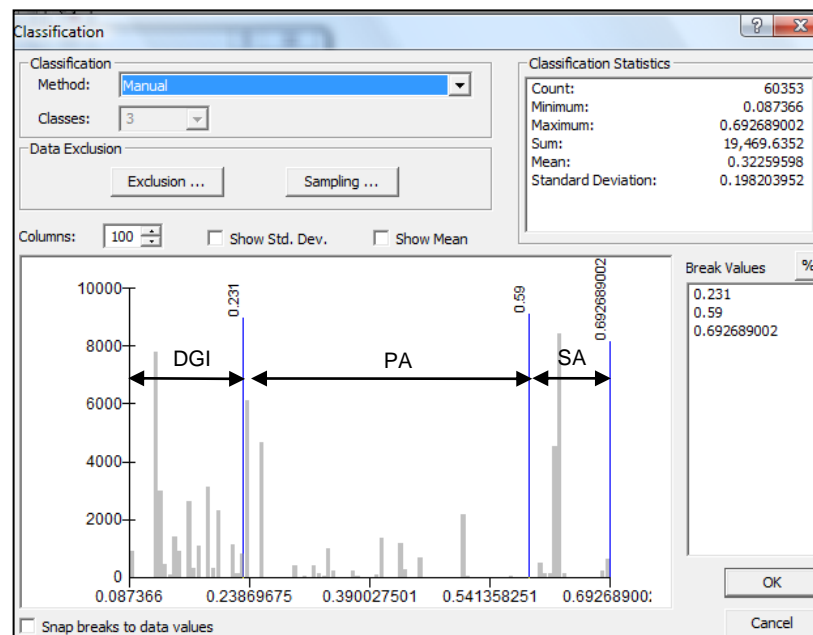 Classification
Classification
Method: Manual
Classes: 3
Data Exclusion
Exclusion ...
Sampling ...
Classification Statistics
Count: 60353
Minimum: 0.087366
Maximum: 0.692689002
Sum: 19,469.6352
Mean: 0.32259598
Standard Deviation: 0.198203952
Columns: 100
Show Std. Dev.
Show Mean
10000
8000
6000
4000
2000
0
0.231
0.59
0.692689002
DGI
PA
SA
0.087366
0.23869675
0.390027501
0.541358251
0.69268900
Break Values
%
0.231
0.59
0.692689002
OK
Cancel
Snap breaks to data values